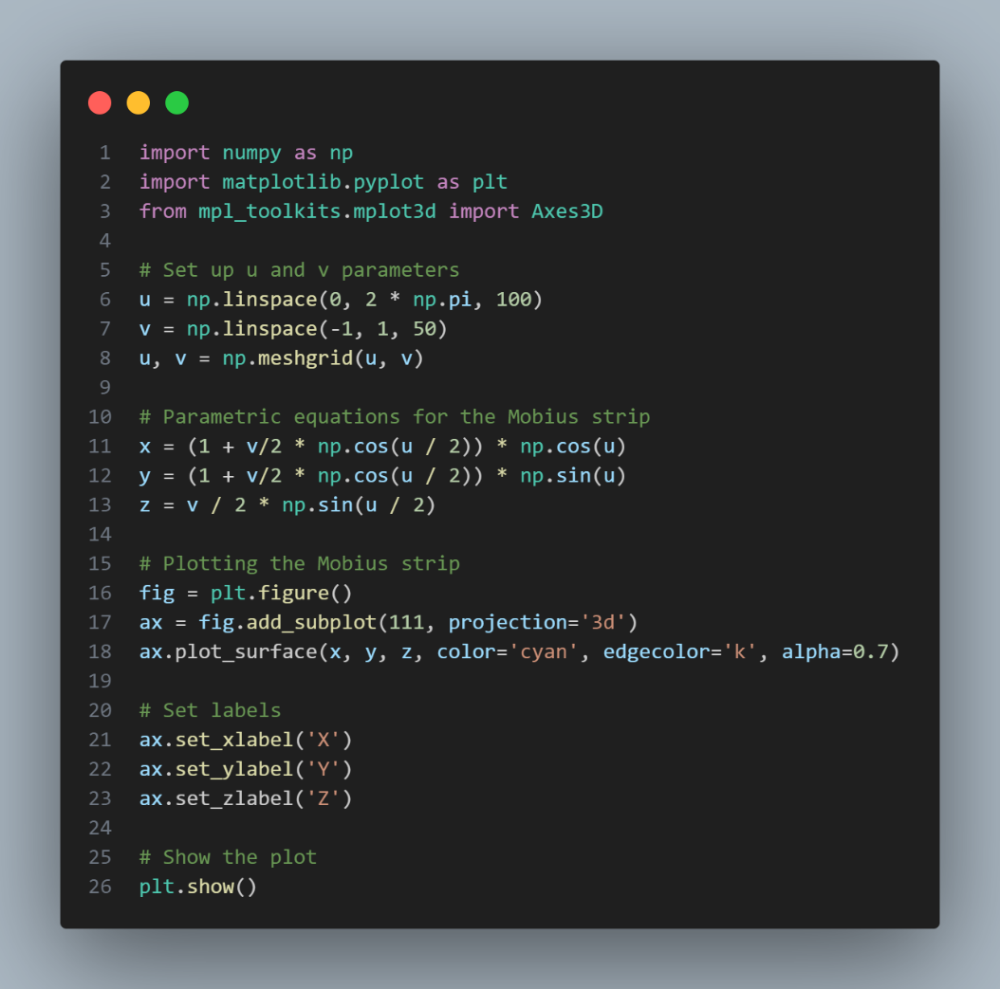 1 import numpy as np
2 import matplotlib.pyplot as plt
3 from mpl_toolkits.mplot3d import Axes3D
4
5 # Set up u and v parameters
6 u = np.linspace(0, 2 * np.pi, 100)
7 v = np.linspace(-1, 1, 50)
8 u, v = np.meshgrid(u, v)
9
10 # Parametric equations for the Mobius strip
11 x = (1 + v/2 * np.cos(u / 2)) * np.cos(u)
12 y = (1 + v/2 * np.cos(u / 2)) * np.sin(u)
13 z = v / 2 * np.sin(u / 2)
14
15 # Plotting the Mobius strip
16 fig = plt.figure()
17 ax = fig.add_subplot(111, projection='3d')
18 ax.plot_surface(x, y, z, color='cyan', edgecolor='k', alpha=0.7)
19
20 # Set labels
21 ax.set_xlabel('X')
22 ax.set_ylabel('Y')
23 ax.set_zlabel('Z')
24
25 # Show the plot
26 plt.show()